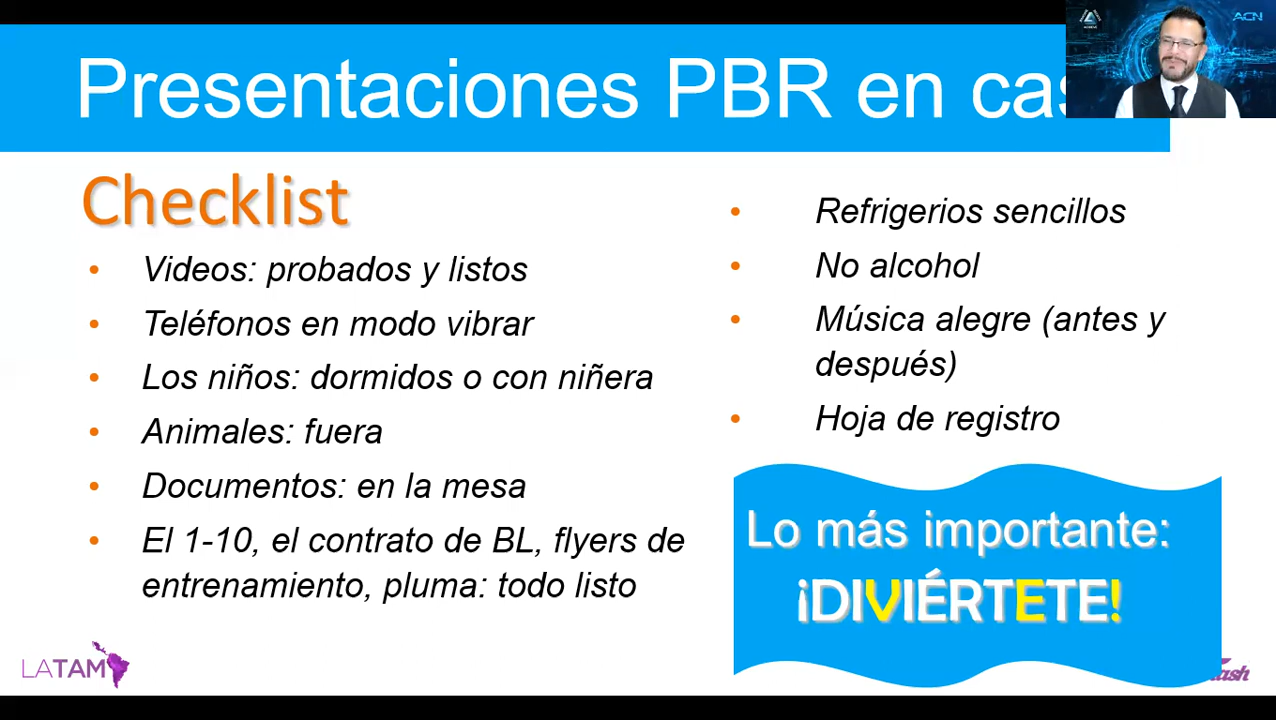 Presentaciones PBR en cas
ACN
Checklist
• Videos: probados y listos
• Teléfonos en modo vibrar
• Los niños: dormidos o con niñera
• Animales: fuera
• Documentos: en la mesa
• El 1-10, el contrato de BL, flyers de
entrenamiento, pluma: todo listo
• Refrigerios sencillos
• No alcohol
• Música alegre (antes y
después)
• Hoja de registro
Lo más importante:
¡DIVIÉRTETE!
LATAM